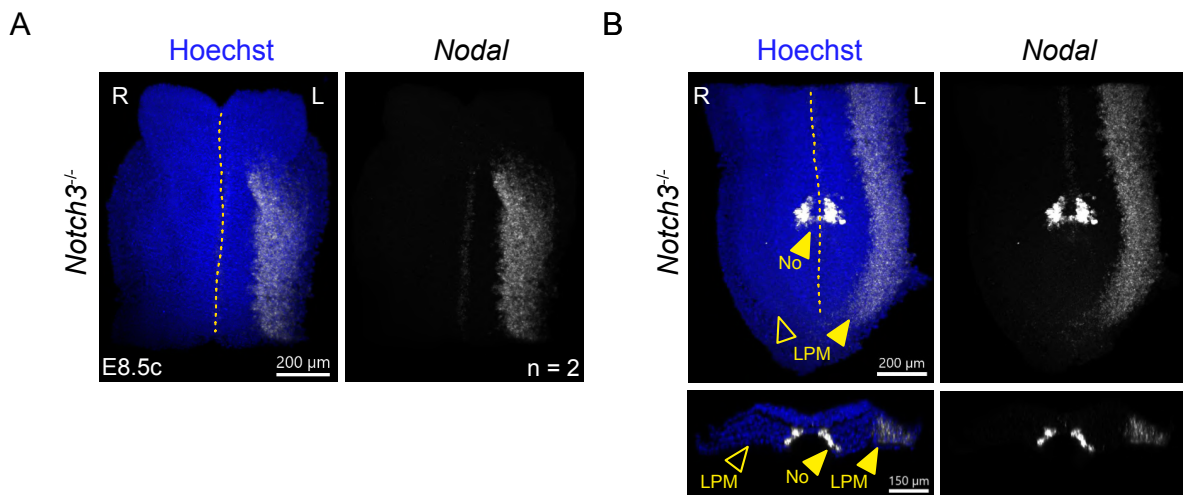 A
Hoechst
Nodal
Notch3-/-
R
L
E8.5c
200 µm
n = 2
B
Hoechst
Nodal
Notch3-/-
R
L
No
LPM
200 µm
LPM
No
LPM
150 µm